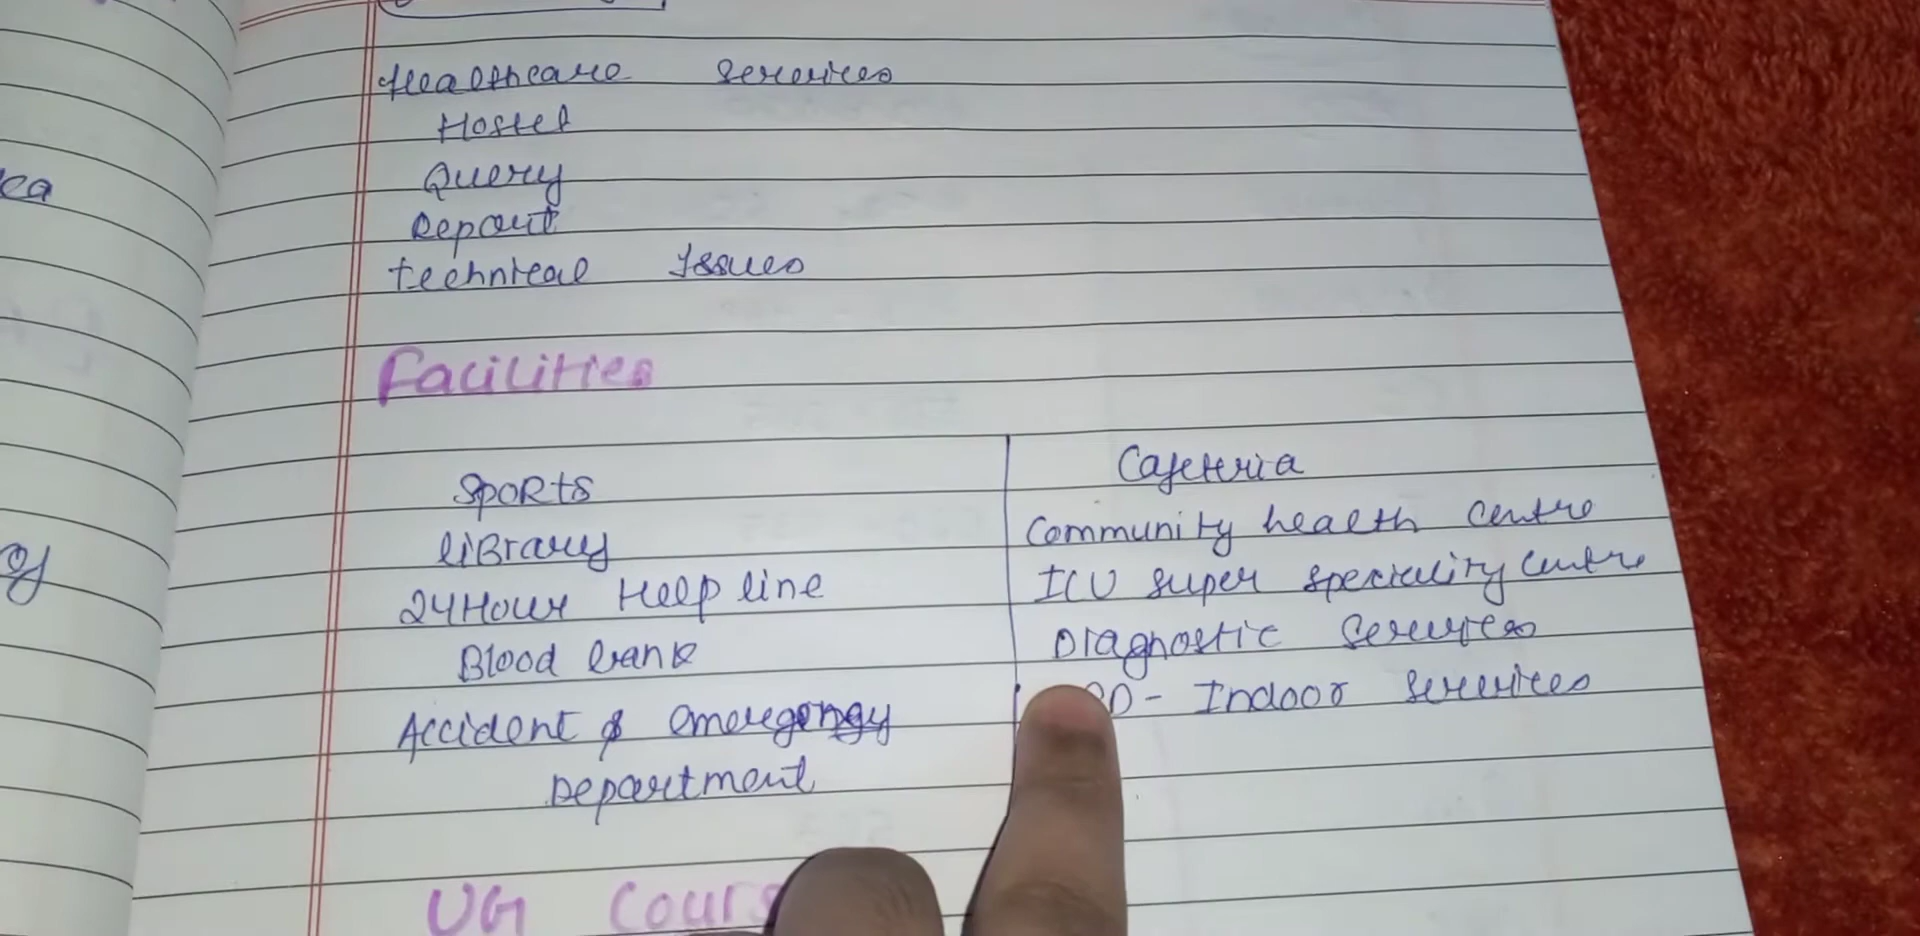 Healthcare services
Hostel
Query
Report
technical Issues
Facilities
SPORts
liBrary
24Hour Help line
Blood bank
Accident & emergengy
Department
Cafeteria
Community health centre
ICU super speciality centre
Diagnostic services
Indoor services
UG